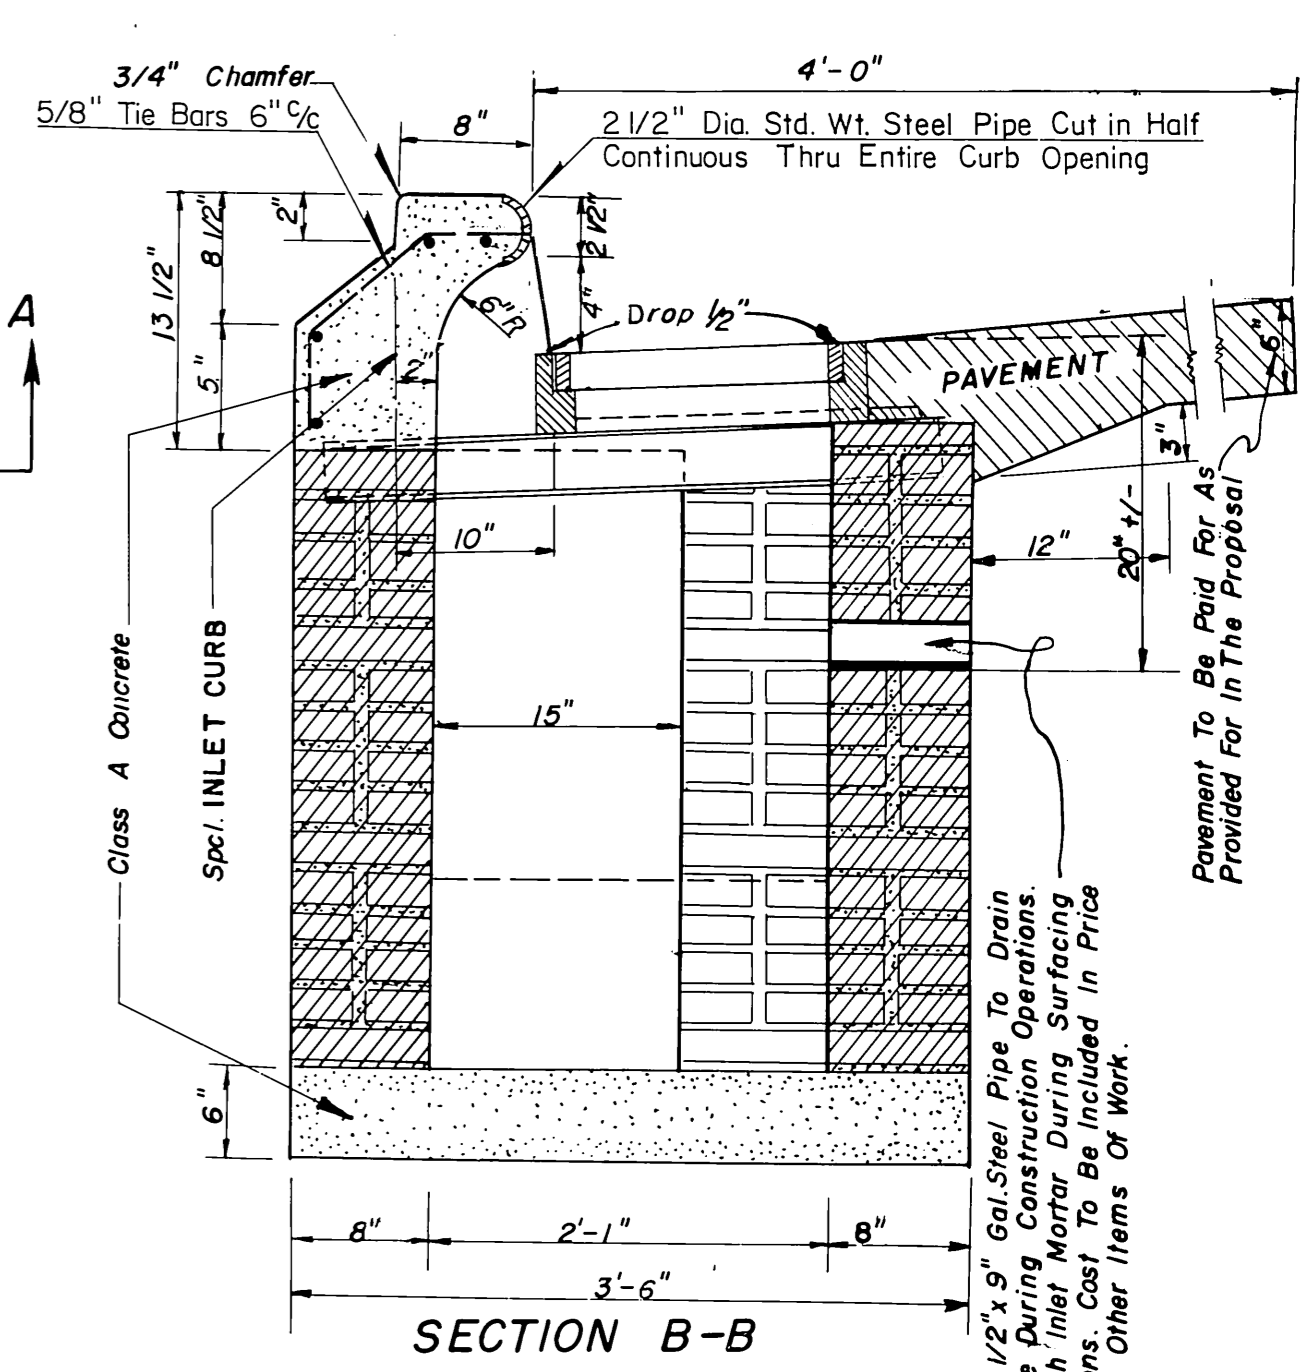 3/4" Chamfer
5/8" Tie Bars 6" c/c
8"
4'-0"
2 1/2" Dia. Std. Wt. Steel Pipe Cut in Half
Continuous Thru Entire Curb Opening
13 1/2"
8 1/2"
2"
2 1/2"
4"
6"R
Drop 1/2"
A
5"
2"
PAVEMENT
6"
3"
10"
12"
20" +/-
15"
Class A Concrete
Spcl. INLET CURB
Pavement To Be Paid For As
Provided For In The Proposal
1/2" x 9" Gal. Steel Pipe To Drain
During Construction Operations.
Inlet Mortar During Surfacing
Cost To Be Included In Price
Other Items Of Work.
6"
8"
2'-1"
8"
3'-6"
SECTION B-B